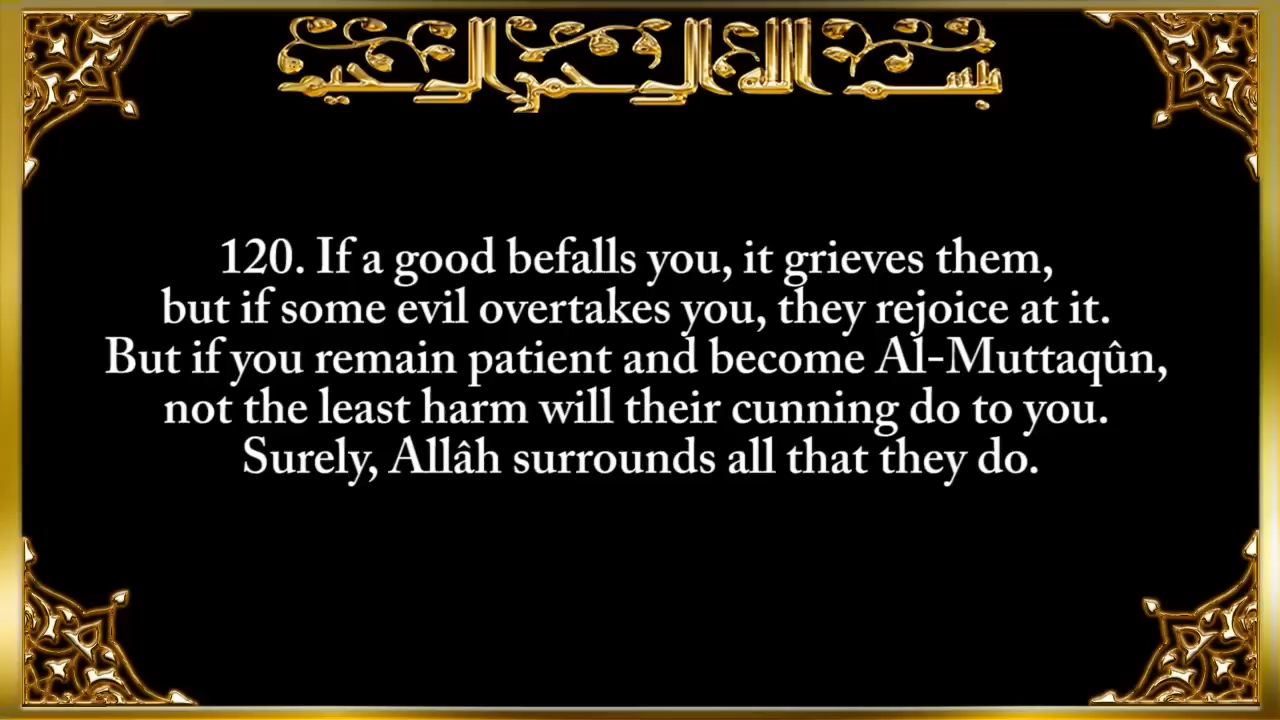 بسم الله الرحمن الرحيم
120. If a good befalls you, it grieves them,
but if some evil overtakes you, they rejoice at it.
But if you remain patient and become Al-Muttaqûn,
not the least harm will their cunning do to you.
Surely, Allâh surrounds all that they do.